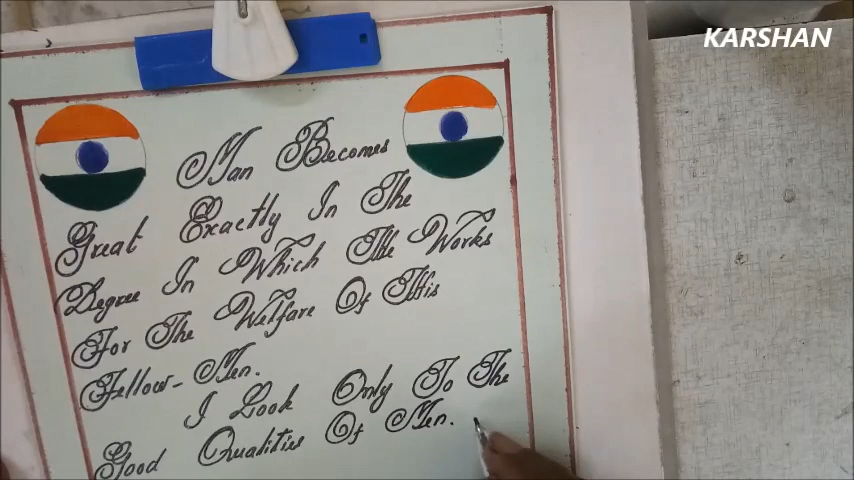 KARSHAN
Man Becomes
Great Exactly In The
Degree In Which The Works
For The Welfare Of His
Fellow-Men.
I Look Only To The
Good Qualities Of Men.